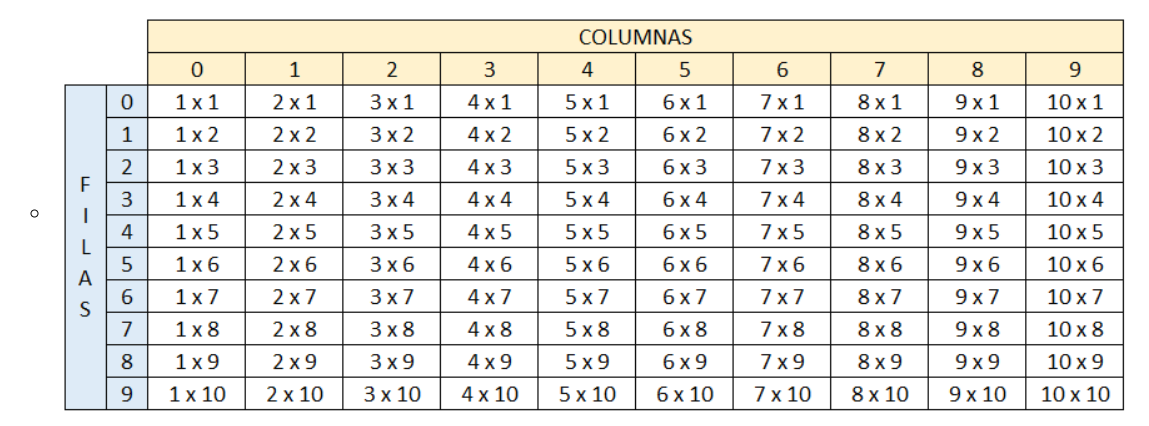 COLUMNAS
0 1 2 3 4 5 6 7 8 9
FILAS
0 1 x 1 2 x 1 3 x 1 4 x 1 5 x 1 6 x 1 7 x 1 8 x 1 9 x 1 10 x 1
1 1 x 2 2 x 2 3 x 2 4 x 2 5 x 2 6 x 2 7 x 2 8 x 2 9 x 2 10 x 2
2 1 x 3 2 x 3 3 x 3 4 x 3 5 x 3 6 x 3 7 x 3 8 x 3 9 x 3 10 x 3
3 1 x 4 2 x 4 3 x 4 4 x 4 5 x 4 6 x 4 7 x 4 8 x 4 9 x 4 10 x 4
4 1 x 5 2 x 5 3 x 5 4 x 5 5 x 5 6 x 5 7 x 5 8 x 5 9 x 5 10 x 5
5 1 x 6 2 x 6 3 x 6 4 x 6 5 x 6 6 x 6 7 x 6 8 x 6 9 x 6 10 x 6
6 1 x 7 2 x 7 3 x 7 4 x 7 5 x 7 6 x 7 7 x 7 8 x 7 9 x 7 10 x 7
7 1 x 8 2 x 8 3 x 8 4 x 8 5 x 8 6 x 8 7 x 8 8 x 8 9 x 8 10 x 8
8 1 x 9 2 x 9 3 x 9 4 x 9 5 x 9 6 x 9 7 x 9 8 x 9 9 x 9 10 x 9
9 1 x 10 2 x 10 3 x 10 4 x 10 5 x 10 6 x 10 7 x 10 8 x 10 9 x 10 10 x 10